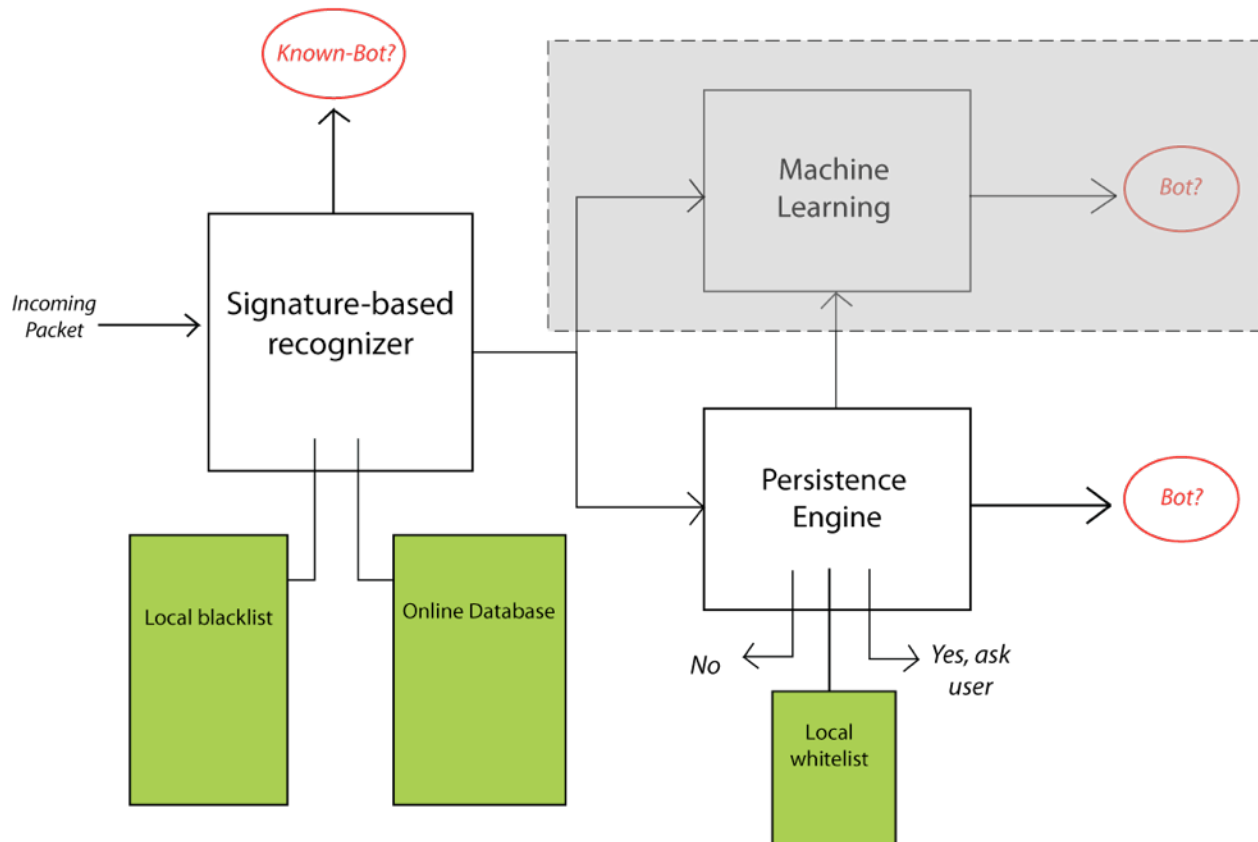 Known-Bot?
Machine
Learning
Bot?
Incoming
Packet
Signature-based
recognizer
Persistence
Engine
Bot?
Local blacklist
Online Database
No
Yes, ask
user
Local
whitelist